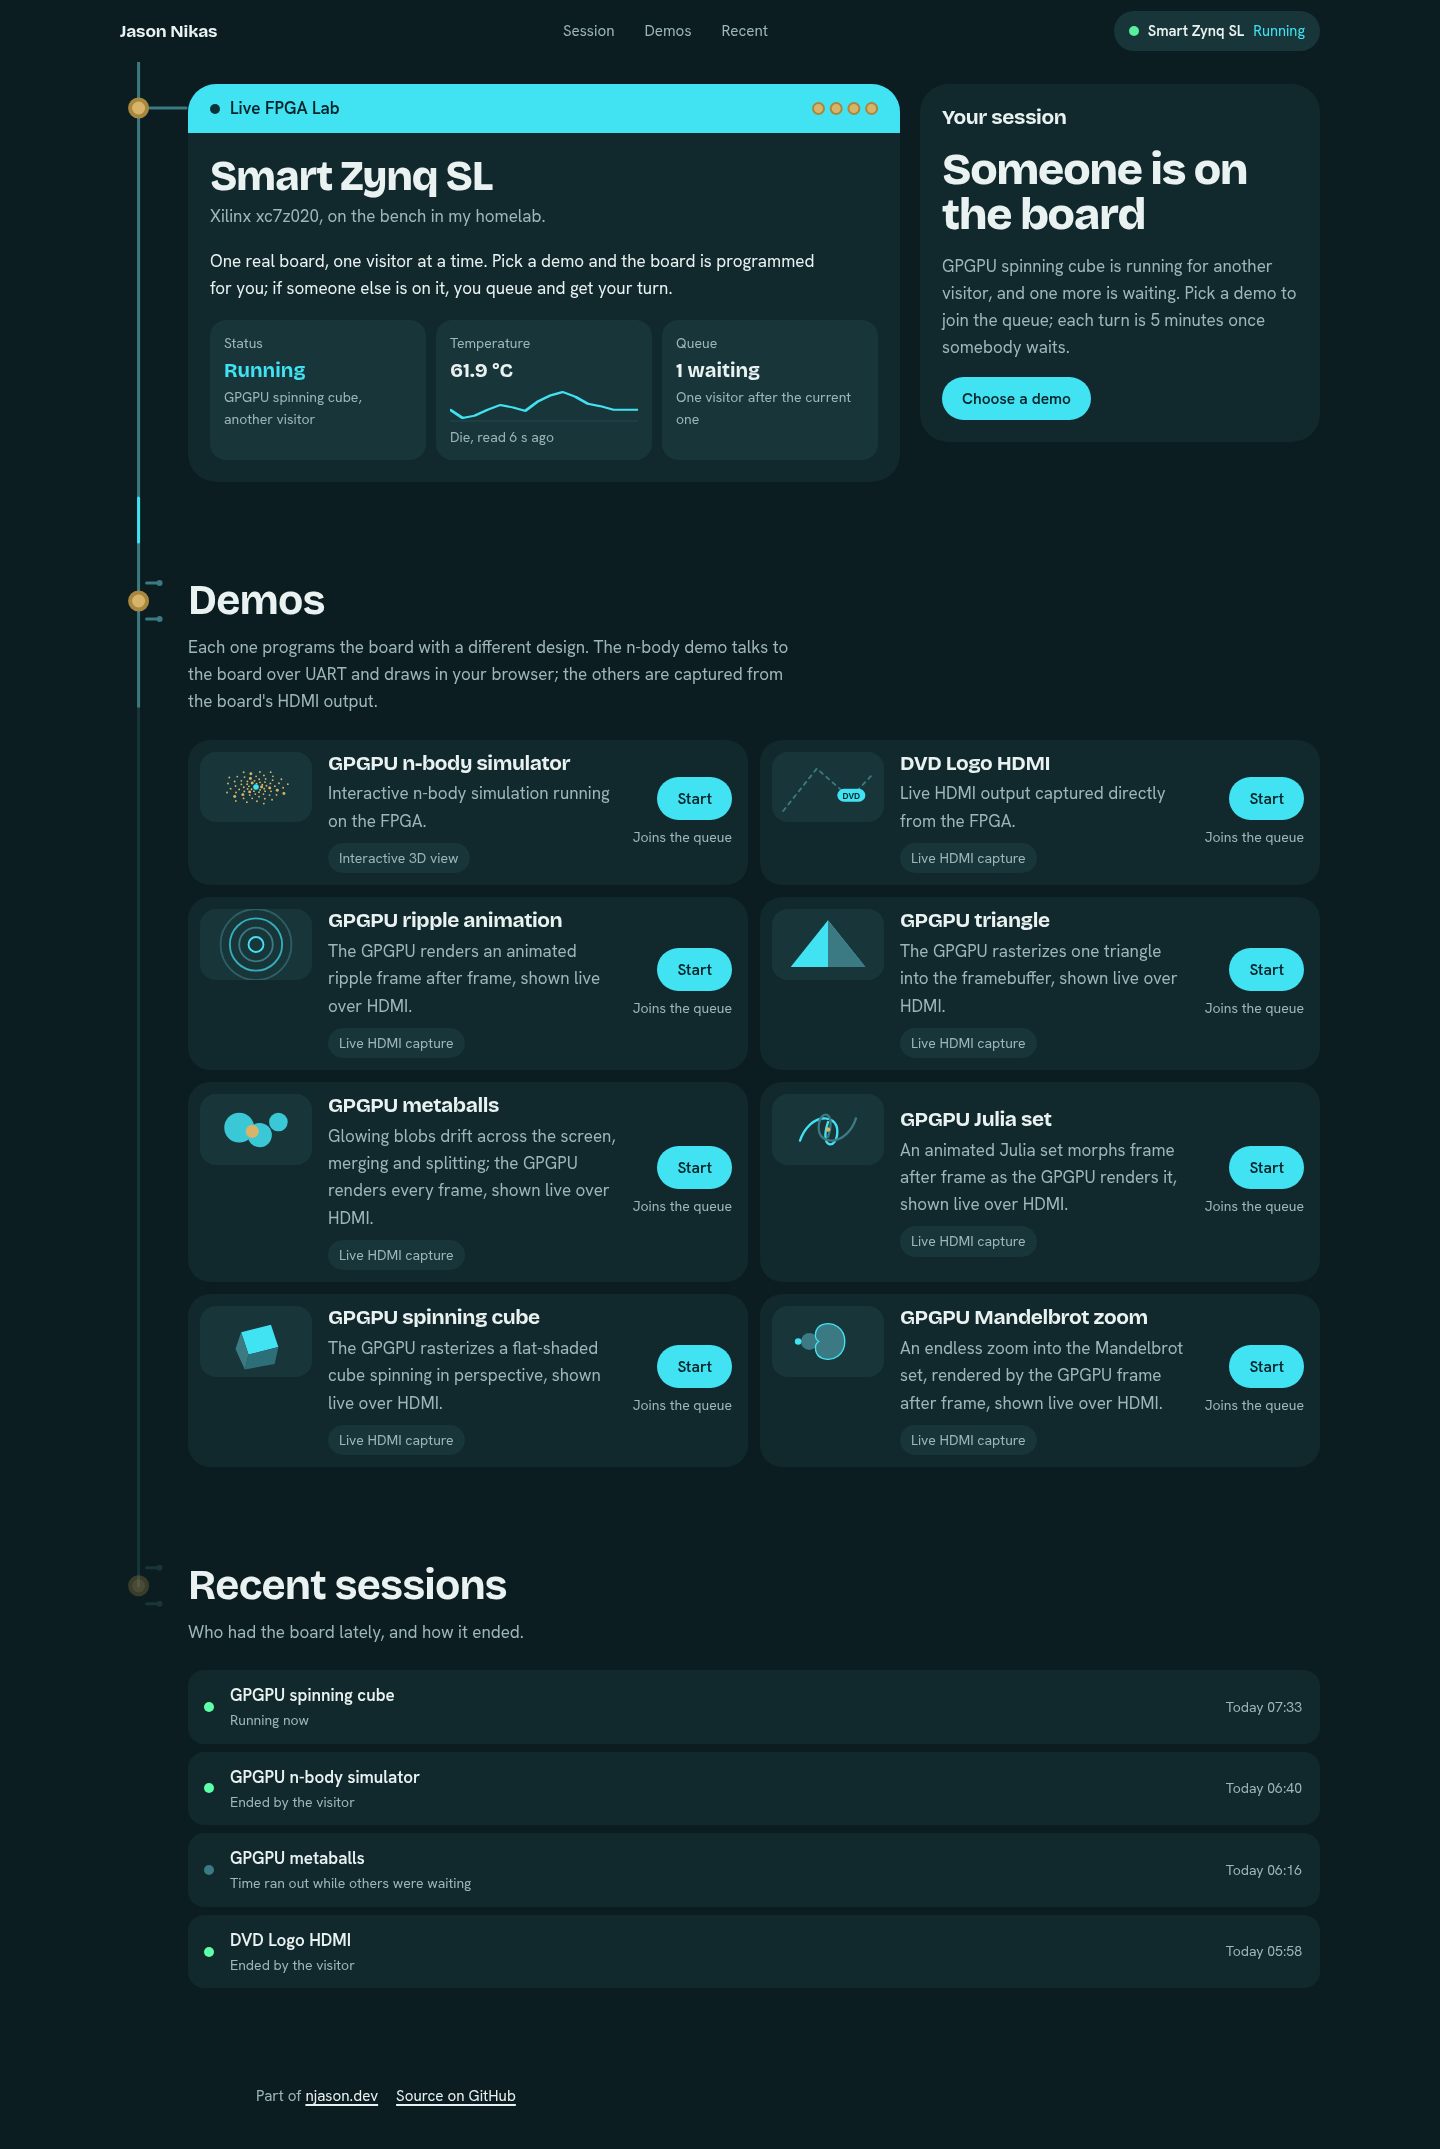 Jason Nikas
Session
Demos
Recent
Smart Zynq SL Running
Live FPGA Lab
Smart Zynq SL
Xilinx xc7z020, on the bench in my homelab.
One real board, one visitor at a time. Pick a demo and the board is programmed
for you; if someone else is on it, you queue and get your turn.
Status
Running
GPGPU spinning cube,
another visitor
Temperature
61.9 °C
Die, read 6 s ago
Queue
1 waiting
One visitor after the current
one
Your session
Someone is on
the board
GPGPU spinning cube is running for another
visitor, and one more is waiting. Pick a demo to
join the queue; each turn is 5 minutes once
somebody waits.
Choose a demo
Demos
Each one programs the board with a different design. The n-body demo talks to
the board over UART and draws in your browser; the others are captured from
the board's HDMI output.
GPGPU n-body simulator
Interactive n-body simulation running
on the FPGA.
Interactive 3D view
Start
Joins the queue
DVD
DVD Logo HDMI
Live HDMI output captured directly
from the FPGA.
Live HDMI capture
Start
Joins the queue
GPGPU ripple animation
The GPGPU renders an animated
ripple frame after frame, shown live
over HDMI.
Live HDMI capture
Start
Joins the queue
GPGPU triangle
The GPGPU rasterizes one triangle
into the framebuffer, shown live over
HDMI.
Live HDMI capture
Start
Joins the queue
GPGPU metaballs
Glowing blobs drift across the screen,
merging and splitting; the GPGPU
renders every frame, shown live over
HDMI.
Live HDMI capture
Start
Joins the queue
GPGPU Julia set
An animated Julia set morphs frame
after frame as the GPGPU renders it,
shown live over HDMI.
Live HDMI capture
Start
Joins the queue
GPGPU spinning cube
The GPGPU rasterizes a flat-shaded
cube spinning in perspective, shown
live over HDMI.
Live HDMI capture
Start
Joins the queue
GPGPU Mandelbrot zoom
An endless zoom into the Mandelbrot
set, rendered by the GPGPU frame
after frame, shown live over HDMI.
Live HDMI capture
Start
Joins the queue
Recent sessions
Who had the board lately, and how it ended.
GPGPU spinning cube
Running now
Today 07:33
GPGPU n-body simulator
Ended by the visitor
Today 06:40
GPGPU metaballs
Time ran out while others were waiting
Today 06:16
DVD Logo HDMI
Ended by the visitor
Today 05:58
Part of njason.dev Source on GitHub